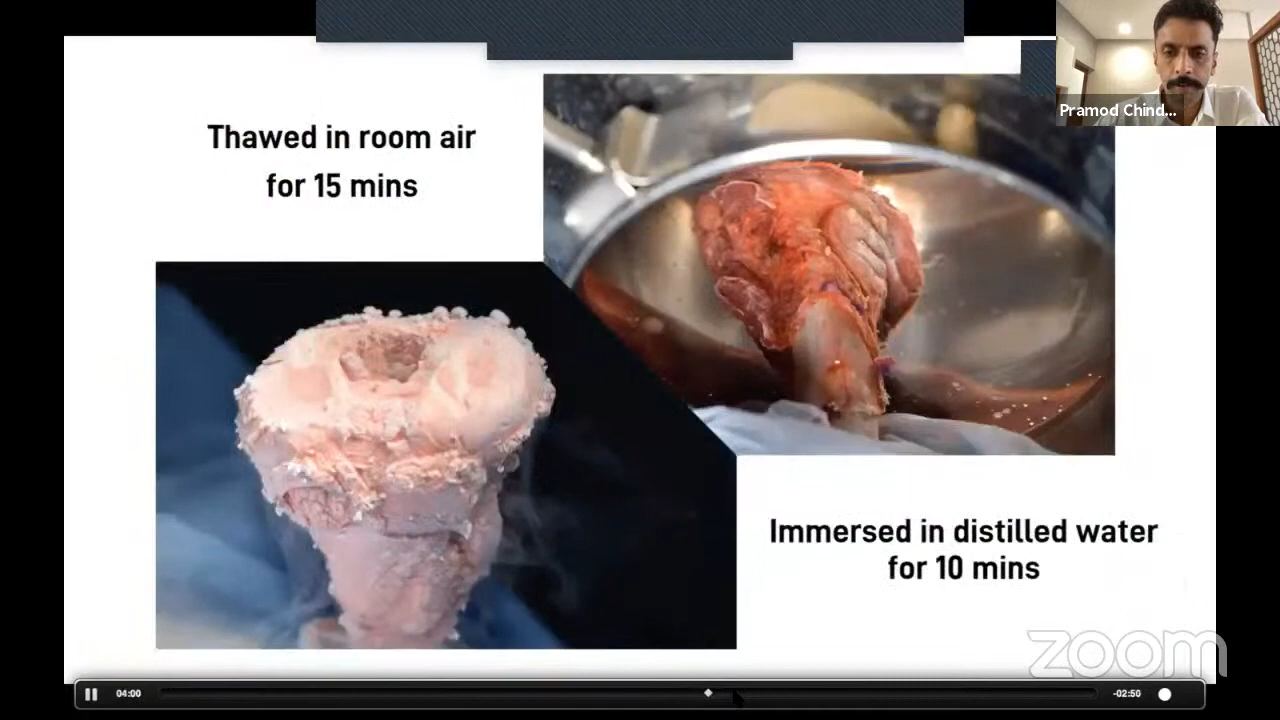 Pramod Chind...
Thawed in room air
for 15 mins
Immersed in distilled water
for 10 mins
zoom
04:00
-02:50